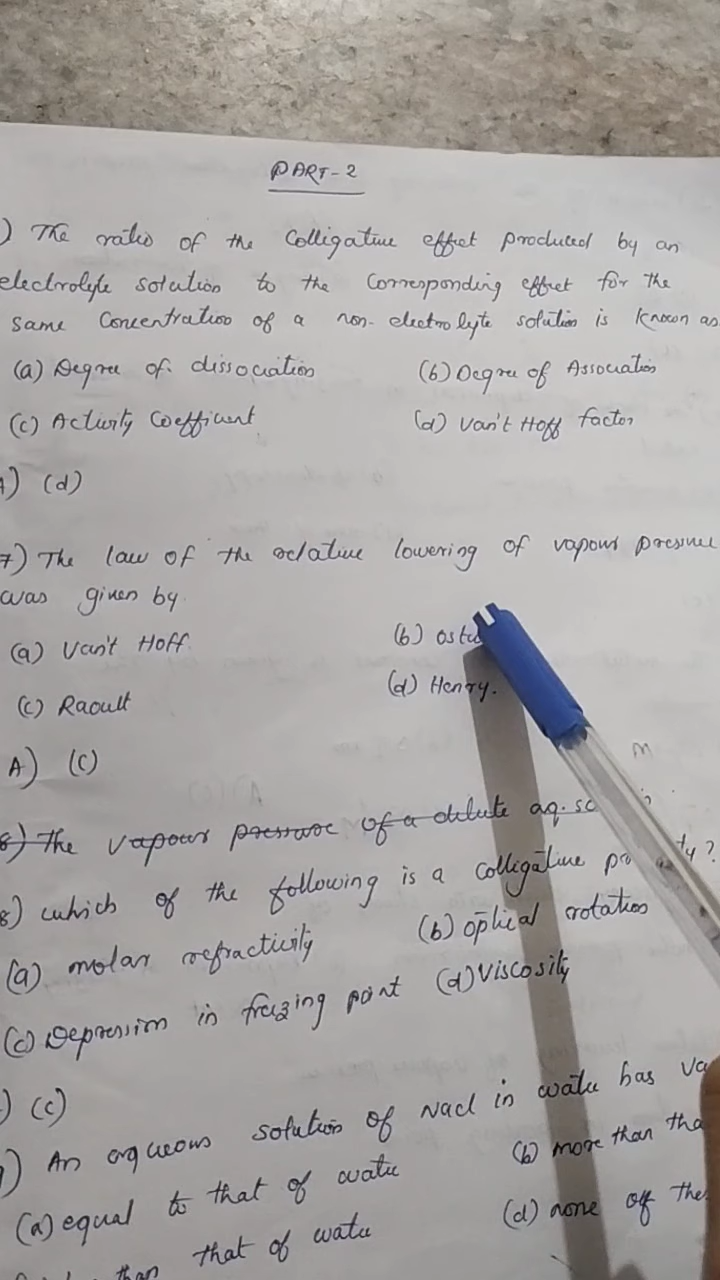 PART-2
) The ratio of the Colligative effect produced by an
electrolyte solution to the Corresponding effect for the
same Concentration of a non-electrolyte solution is known as
(a) Degree of dissociation (b) Degree of Association
(c) Activity Coefficient (d) Van't Hoff factor
A) (d)
7) The law of the relative lowering of vapour pressure
was given by
(a) Van't Hoff (b)
(c) Raoult (d) Henry.
A) (c)
M
8) The vapour pressure of a dilute aq.
8) which of the following is a colligative
(a) molar refractivity (b) optical rotation
(c) Depression in freezing point (d) Viscosity
) (c)
) An aqueous solution of Nacl in water has
(a) equal to that of water (b) more than
than that of water (d) none of